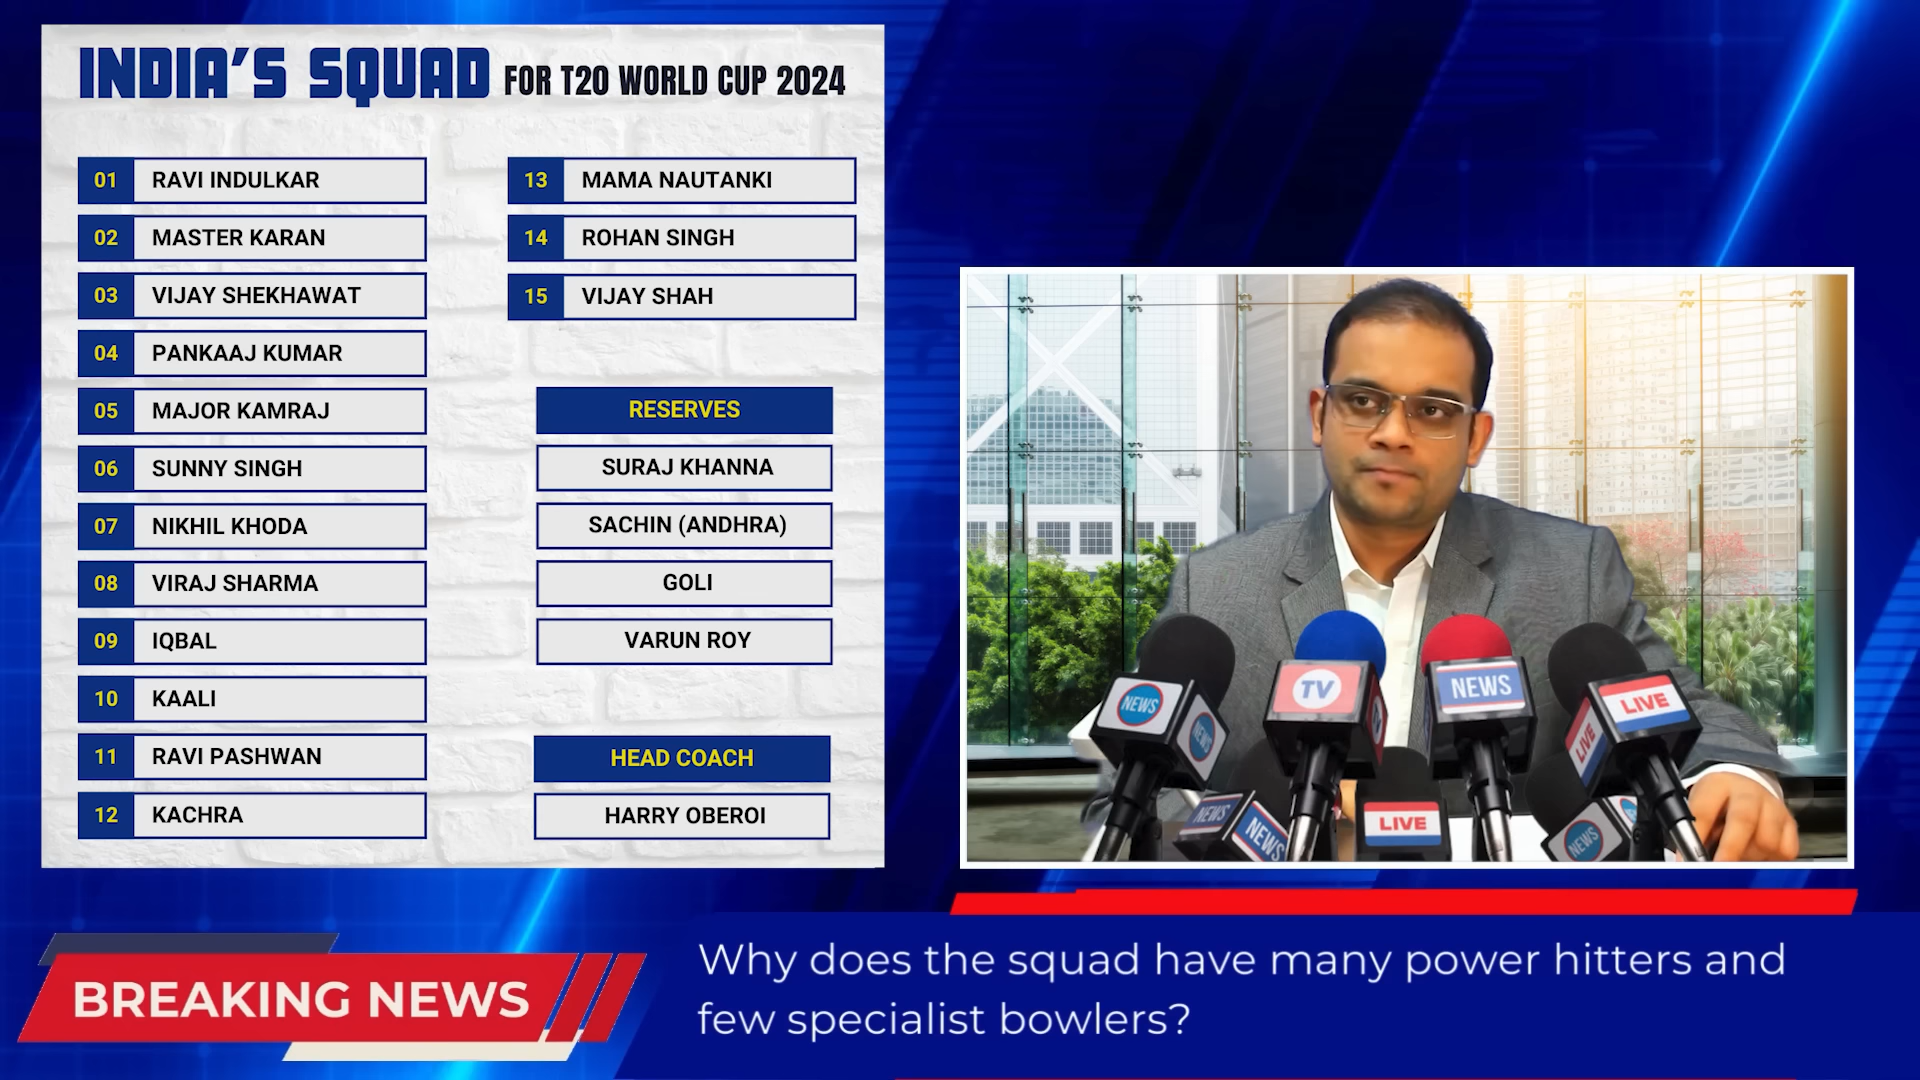 INDIA'S SQUAD FOR T20 WORLD CUP 2024
01 RAVI INDULKAR
02 MASTER KARAN
03 VIJAY SHEKHAWAT
04 PANKAAJ KUMAR
05 MAJOR KAMRAJ
06 SUNNY SINGH
07 NIKHIL KHODA
08 VIRAJ SHARMA
09 IQBAL
10 KAALI
11 RAVI PASHWAN
12 KACHRA
13 MAMA NAUTANKI
14 ROHAN SINGH
15 VIJAY SHAH
RESERVES
SURAJ KHANNA
SACHIN (ANDHRA)
GOLI
VARUN ROY
HEAD COACH
HARRY OBEROI
NEWS
NEWS
TV
TV
NEWS
LIVE
LIVE
NEWS
NEWS
LIVE
NEWS
BREAKING NEWS
Why does the squad have many power hitters and
few specialist bowlers?